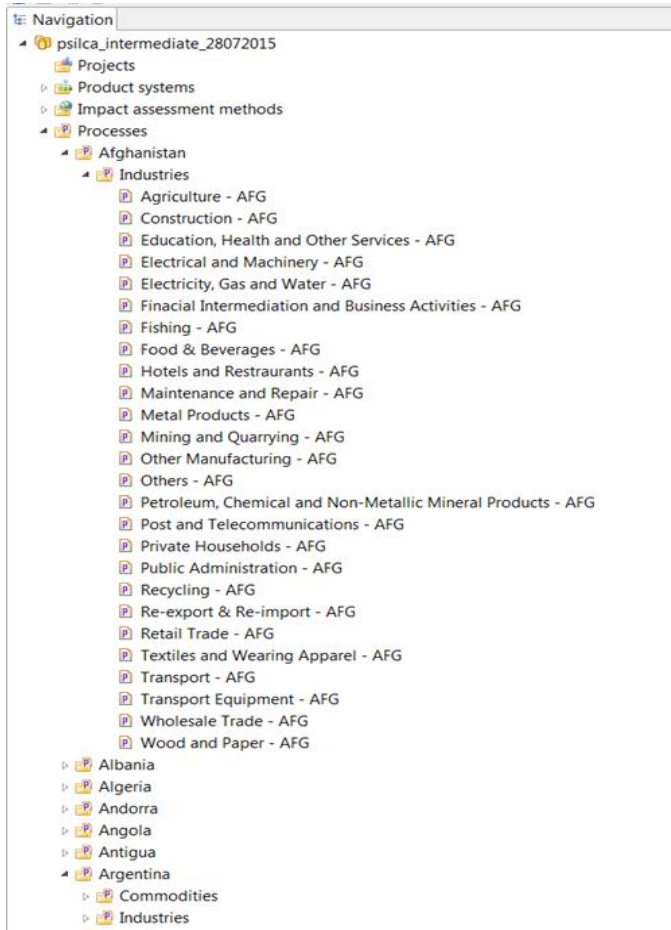 Navigation
psilca_intermediate_28072015
Projects
Product systems
Impact assessment methods
Processes
Afghanistan
Industries
Agriculture - AFG
Construction - AFG
Education, Health and Other Services - AFG
Electrical and Machinery - AFG
Electricity, Gas and Water - AFG
Finacial Intermediation and Business Activities - AFG
Fishing - AFG
Food & Beverages - AFG
Hotels and Restraurants - AFG
Maintenance and Repair - AFG
Metal Products - AFG
Mining and Quarrying - AFG
Other Manufacturing - AFG
Others - AFG
Petroleum, Chemical and Non-Metallic Mineral Products - AFG
Post and Telecommunications - AFG
Private Households - AFG
Public Administration - AFG
Recycling - AFG
Re-export & Re-import - AFG
Retail Trade - AFG
Textiles and Wearing Apparel - AFG
Transport - AFG
Transport Equipment - AFG
Wholesale Trade - AFG
Wood and Paper - AFG
Albania
Algeria
Andorra
Angola
Antigua
Argentina
Commodities
Industries